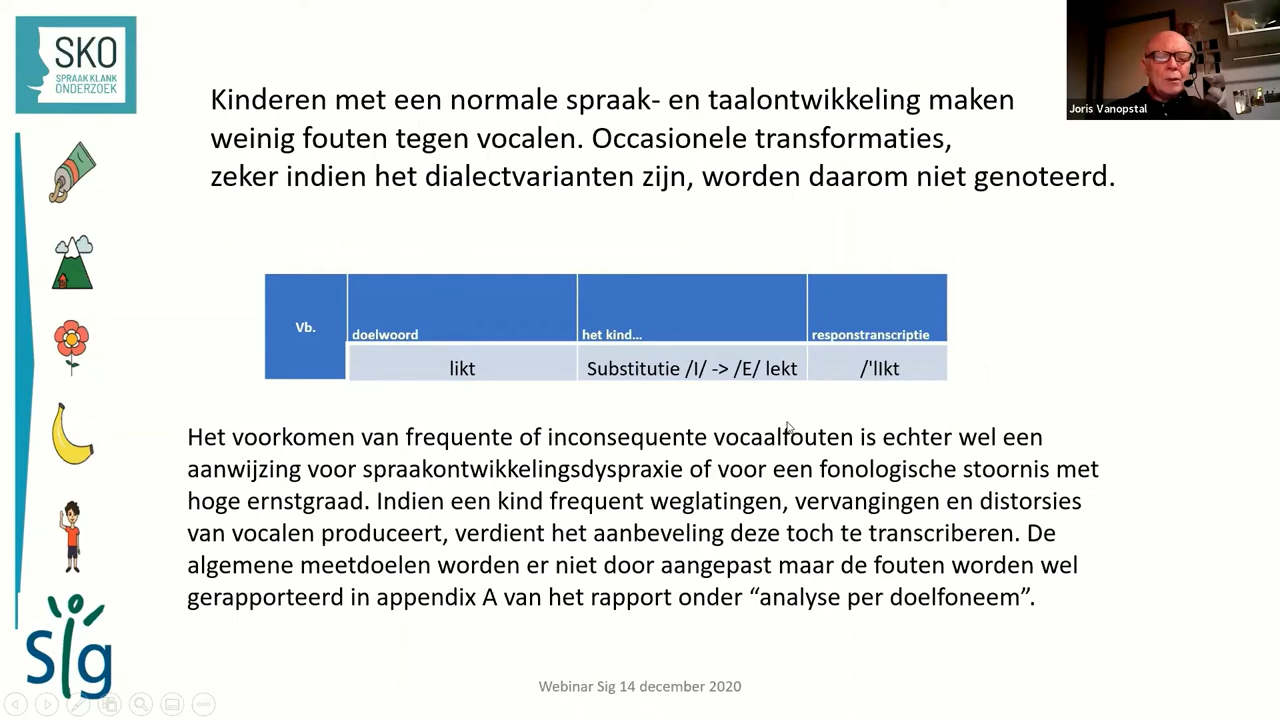 SKO
SPRAAK KLANK
ONDERZOEK
Joris Vanopstal
Kinderen met een normale spraak- en taalontwikkeling maken
weinig fouten tegen vocalen. Occasionele transformaties,
zeker indien het dialectvarianten zijn, worden daarom niet genoteerd.
Vb. doelwoord het kind... responstranscriptie
likt Substitutie /I/ -> /E/ lekt /'lIkt
Het voorkomen van frequente of inconsequente vocaalfouten is echter wel een
aanwijzing voor spraakontwikkelingsdyspraxie of voor een fonologische stoornis met
hoge ernstgraad. Indien een kind frequent weglatingen, vervangingen en distorsies
van vocalen produceert, verdient het aanbeveling deze toch te transcriberen. De
algemene meetdoelen worden er niet door aangepast maar de fouten worden wel
gerapporteerd in appendix A van het rapport onder “analyse per doelfoneem”.
sig
Webinar Sig 14 december 2020